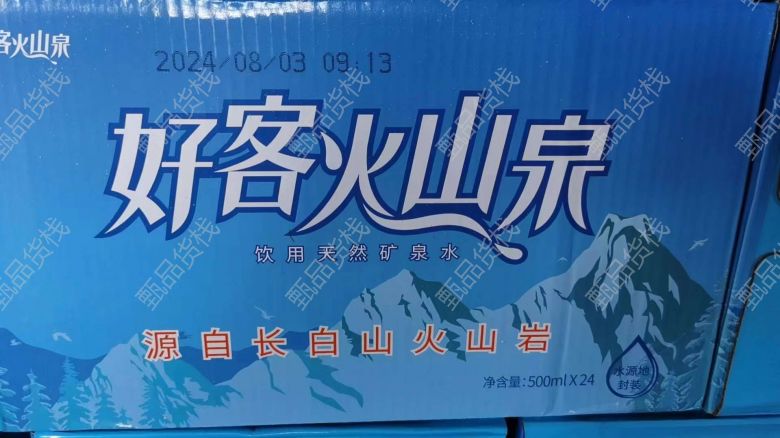 客火山泉
2024/08/03 09:13
好客火山泉
饮用天然矿泉水
源自长白山火山岩
净含量:500ml X 24
水源地
封装
甄品货栈